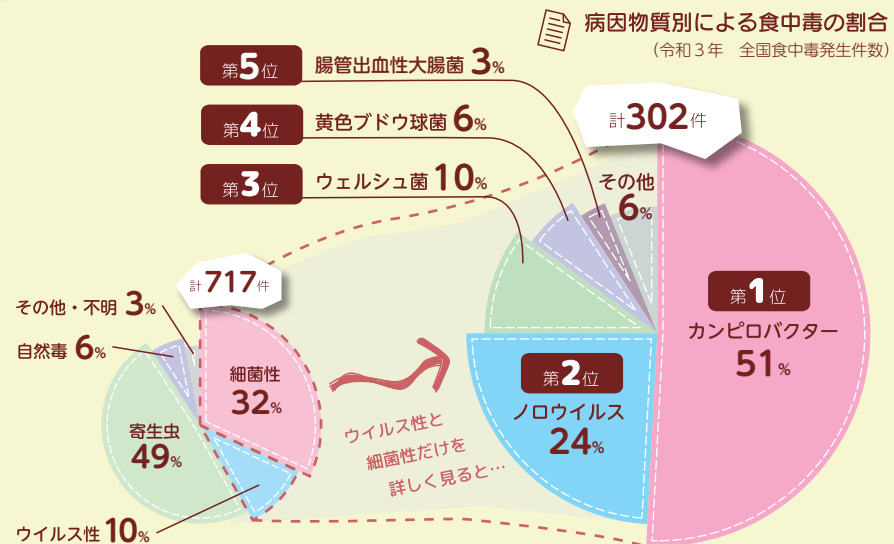 病因物質別による食中毒の割合
(令和３年　全国食中毒発生件数)
第5位 腸管出血性大腸菌 3%
第4位 黄色ブドウ球菌 6%
第3位 ウェルシュ菌 10%
計302件
その他
6%
第1位
カンピロバクター
51%
第2位
ノロウイルス
24%
計717件
その他・不明 3%
自然毒 6%
細菌性
32%
寄生虫
49%
ウイルス性 10%
ウイルス性と
細菌性だけを
詳しく見ると…